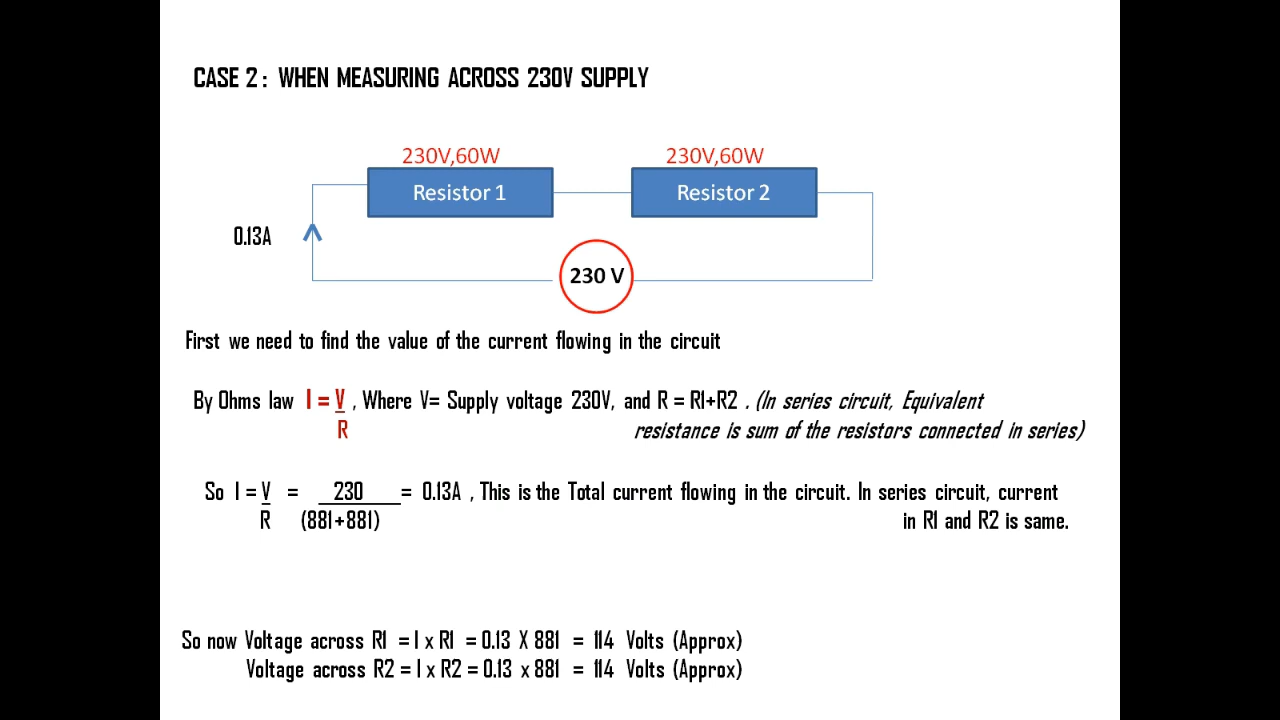 CASE 2 : WHEN MEASURING ACROSS 230V SUPPLY
230V,60W 230V,60W
Resistor 1 Resistor 2
0.13A
230 V
First we need to find the value of the current flowing in the circuit
By Ohms law I = V , Where V= Supply voltage 230V, and R = R1+R2 . (In series circuit, Equivalent
R resistance is sum of the resistors connected in series)
So I = V = 230 = 0.13A , This is the Total current flowing in the circuit. In series circuit, current
R (881+881) in R1 and R2 is same.
So now Voltage across R1 = I x R1 = 0.13 X 881 = 114 Volts (Approx)
Voltage across R2 = I x R2 = 0.13 x 881 = 114 Volts (Approx)